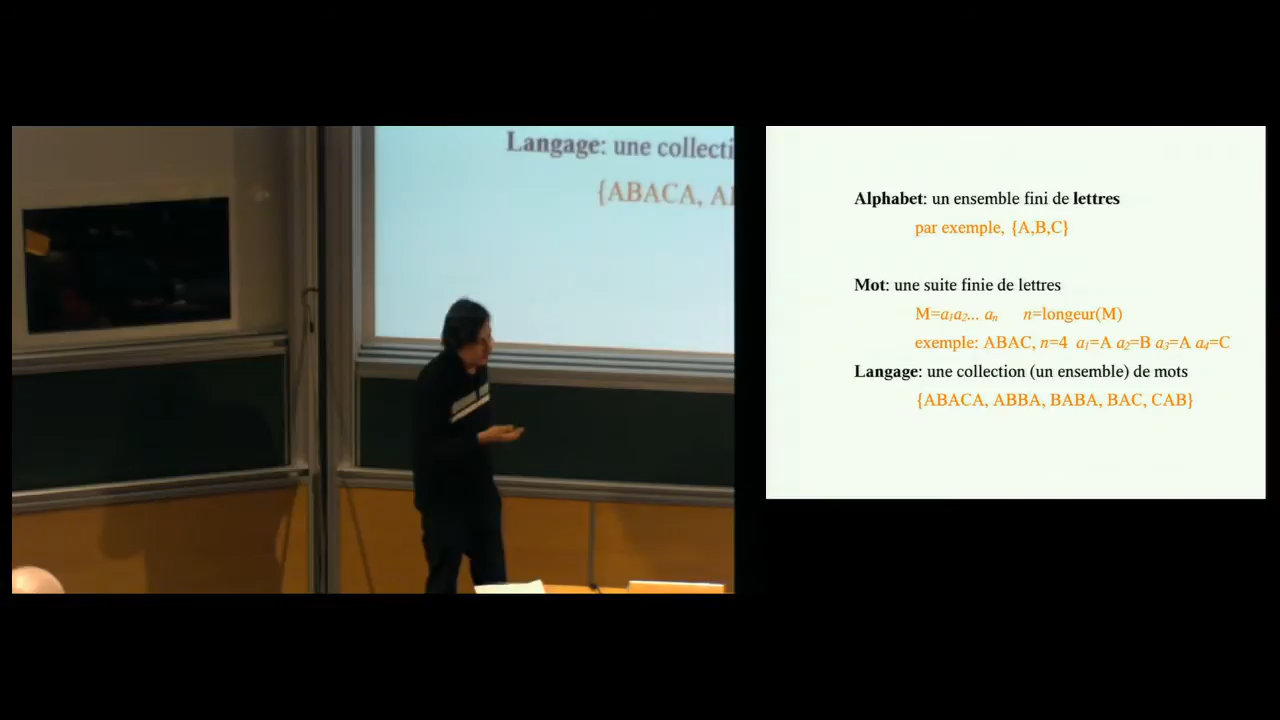 Langage: une collecti
{ABACA, A
Alphabet: un ensemble fini de lettres
par exemple, {A,B,C}
Mot: une suite finie de lettres
M=a₁a₂... aₙ n=longeur(M)
exemple: ABAC, n=4 a₁=A a₂=B a₃=A a₄=C
Langage: une collection (un ensemble) de mots
{ABACA, ABBA, BABA, BAC, CAB}